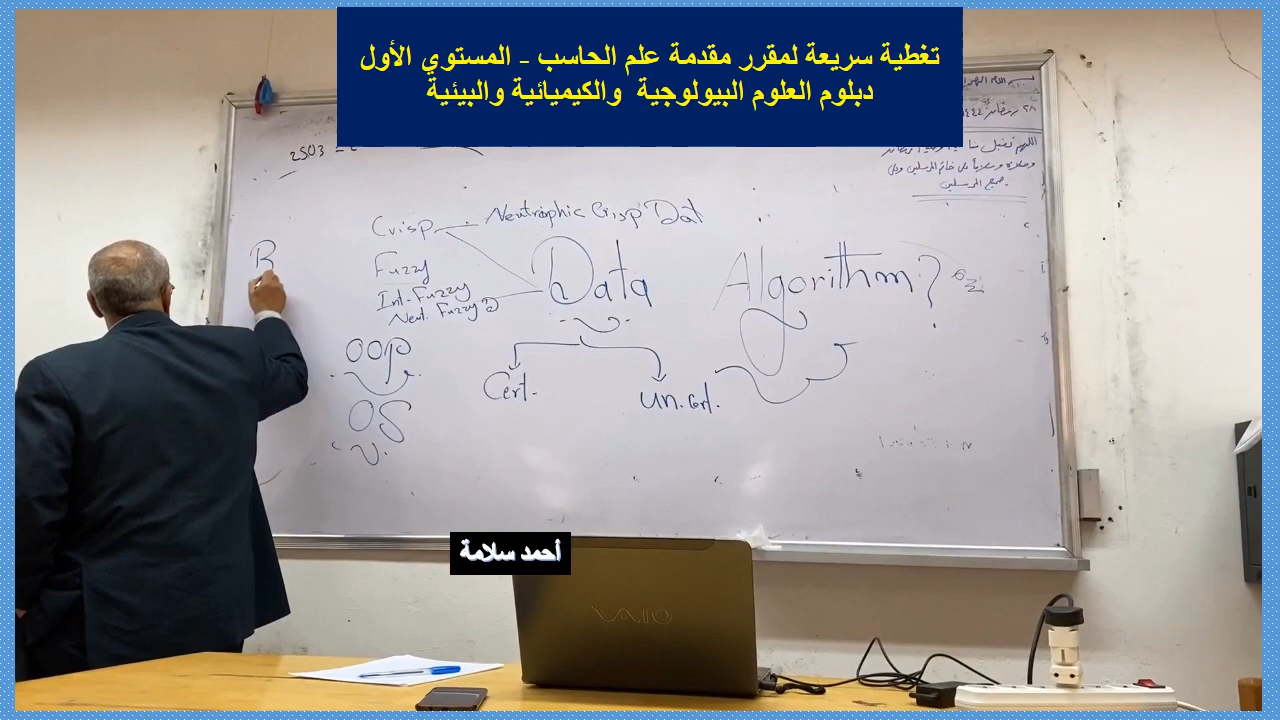 تغطية سريعة لمقرر مقدمة علم الحاسب - المستوي الأول
دبلوم العلوم البيولوجية والكيميائية والبيئية
2503
Crisp
Neutrophic Crisp Dat
Fuzzy
Int. Fuzzy
Neut. Fuzzy
Data
Algorithm?
R
oop
OS
Cert.
un. cert.
أحمد سلامة
VAIO